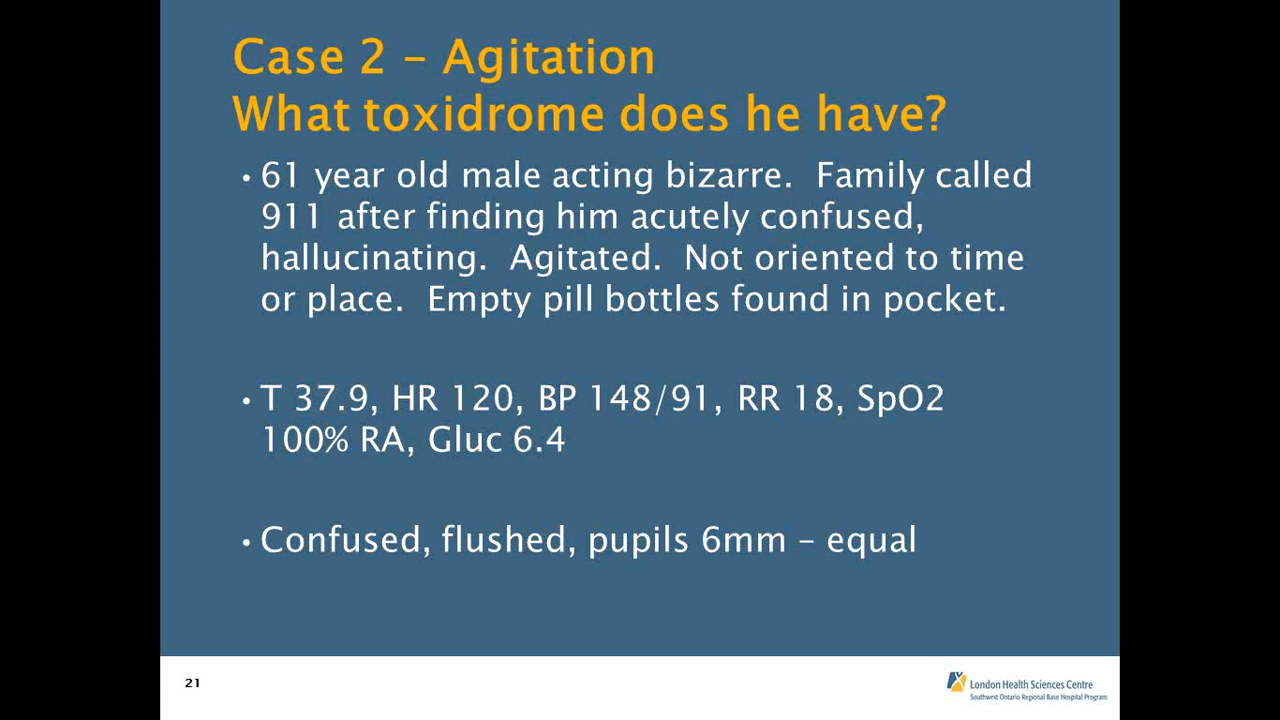 Case 2 – Agitation
What toxidrome does he have?
• 61 year old male acting bizarre.  Family called
911 after finding him acutely confused,
hallucinating.  Agitated.  Not oriented to time
or place.  Empty pill bottles found in pocket.
• T 37.9, HR 120, BP 148/91, RR 18, SpO2
100% RA, Gluc 6.4
• Confused, flushed, pupils 6mm – equal
21
London Health Sciences Centre
Southwest Ontario Regional Base Hospital Program